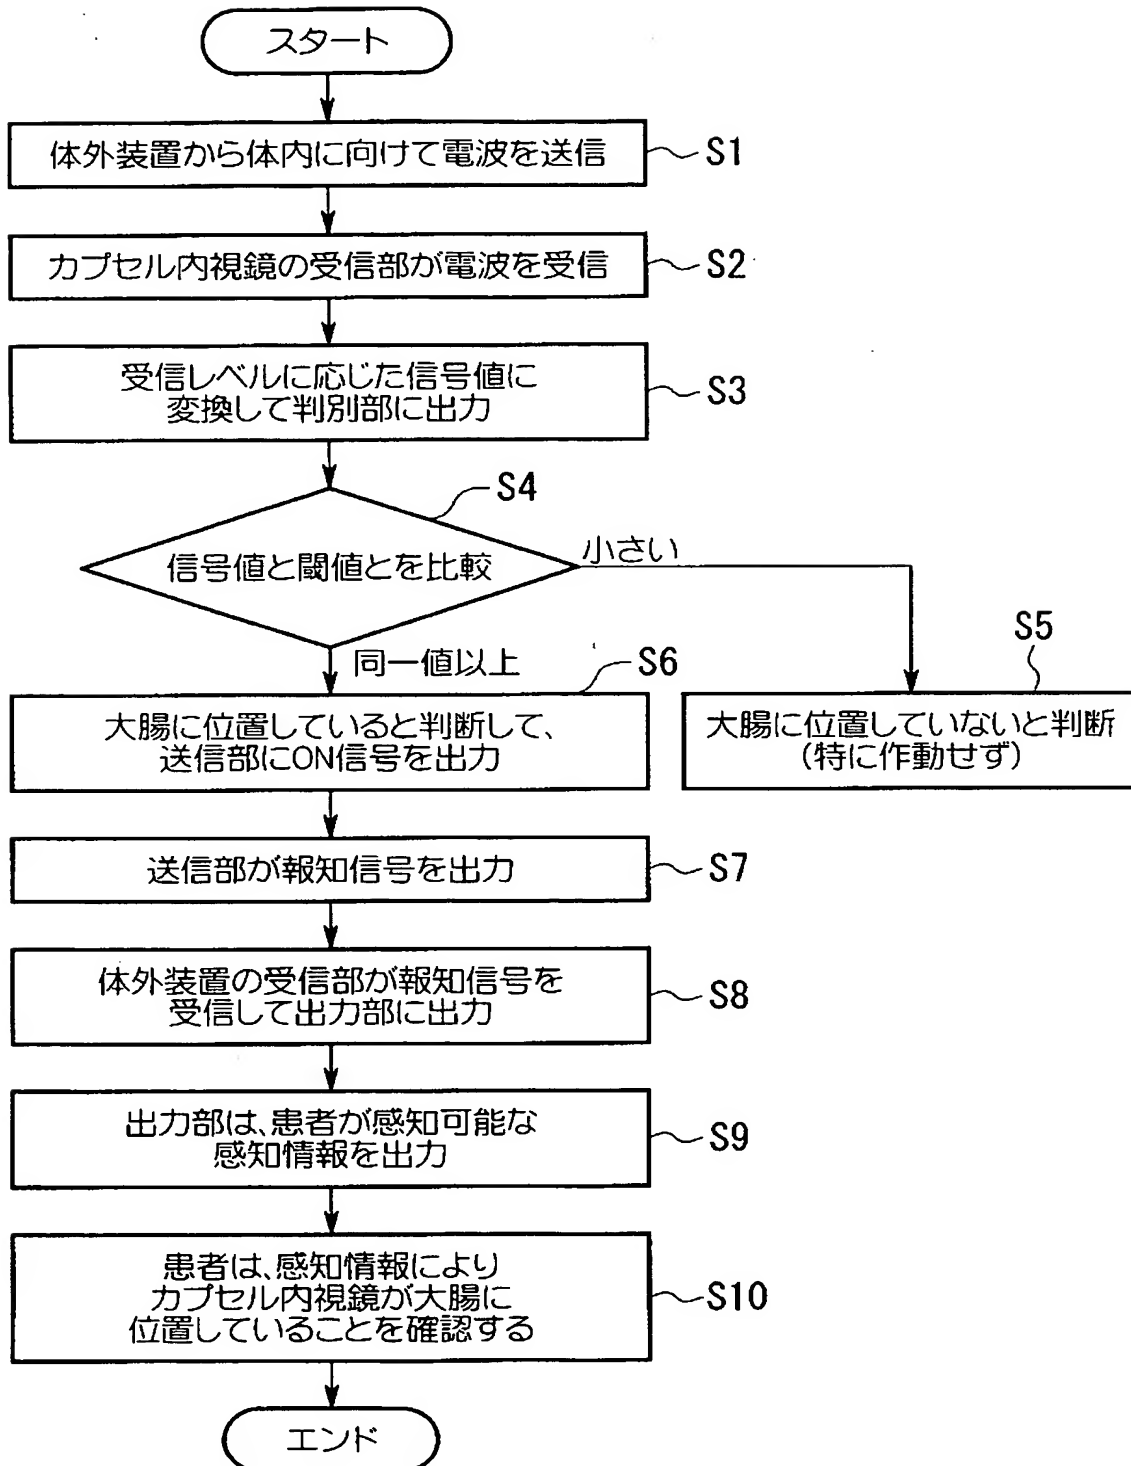 スタート
体外装置から体内に向けて電波を送信
S1
カプセル内視鏡の受信部が電波を受信
S2
受信レベルに応じた信号値に
変換して判別部に出力
S3
S4
信号値と閾値とを比較
小さい
同一値以上
S6
大腸に位置していると判断して、
送信部にON信号を出力
S5
大腸に位置していないと判断
(特に作動せず)
送信部が報知信号を出力
S7
体外装置の受信部が報知信号を
受信して出力部に出力
S8
出力部は、患者が感知可能な
感知情報を出力
S9
患者は、感知情報により
カプセル内視鏡が大腸に
位置していることを確認する
S10
エンド